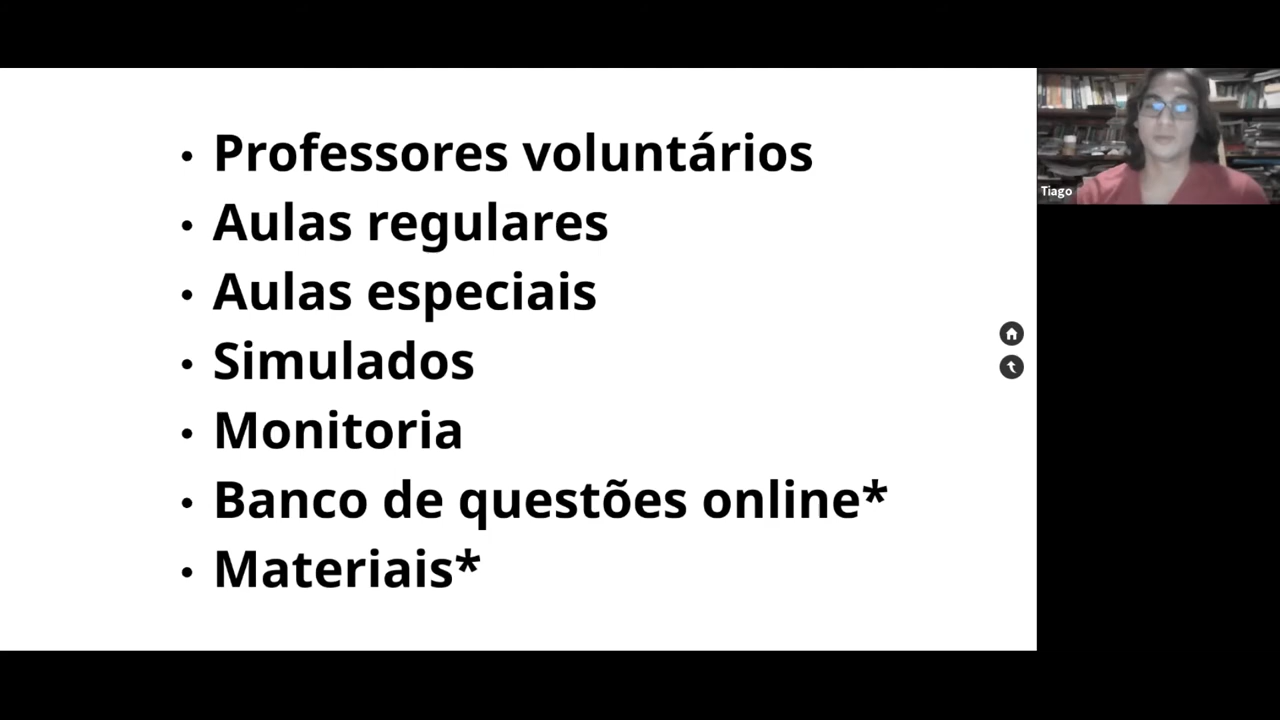 • Professores voluntários
• Aulas regulares
• Aulas especiais
• Simulados
• Monitoria
• Banco de questões online*
• Materiais*
Tiago